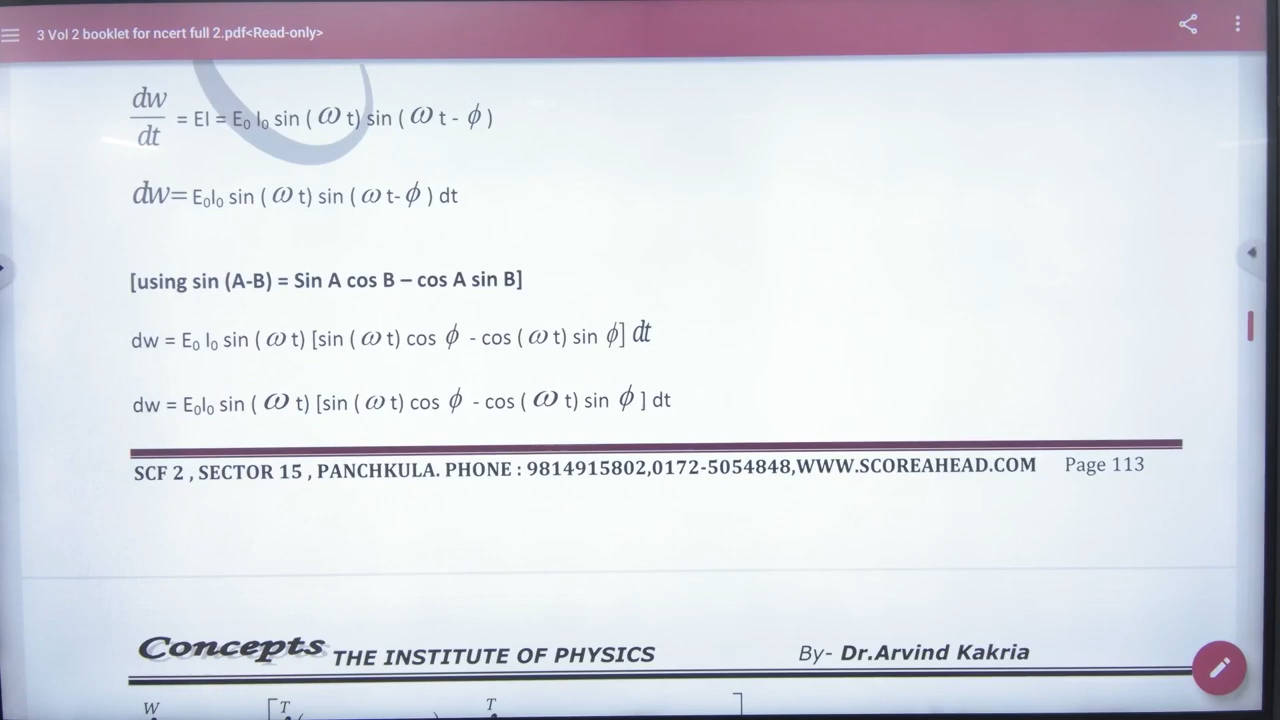 3 Vol 2 booklet for ncert full 2.pdf<Read-only>
dw/dt = EI = E₀ I₀ sin ( ω t) sin ( ω t - ϕ )
dw= E₀I₀ sin ( ω t) sin ( ω t- ϕ ) dt
[using sin (A-B) = Sin A cos B – cos A sin B]
dw = E₀ I₀ sin ( ω t) [sin ( ω t) cos ϕ - cos ( ω t) sin ϕ] dt
dw = E₀I₀ sin ( ω t) [sin ( ω t) cos ϕ - cos ( ω t) sin ϕ ] dt
SCF 2 , SECTOR 15 , PANCHKULA. PHONE : 9814915802,0172-5054848,WWW.SCOREAHEAD.COM Page 113
Concepts THE INSTITUTE OF PHYSICS By- Dr.Arvind Kakria
W T T